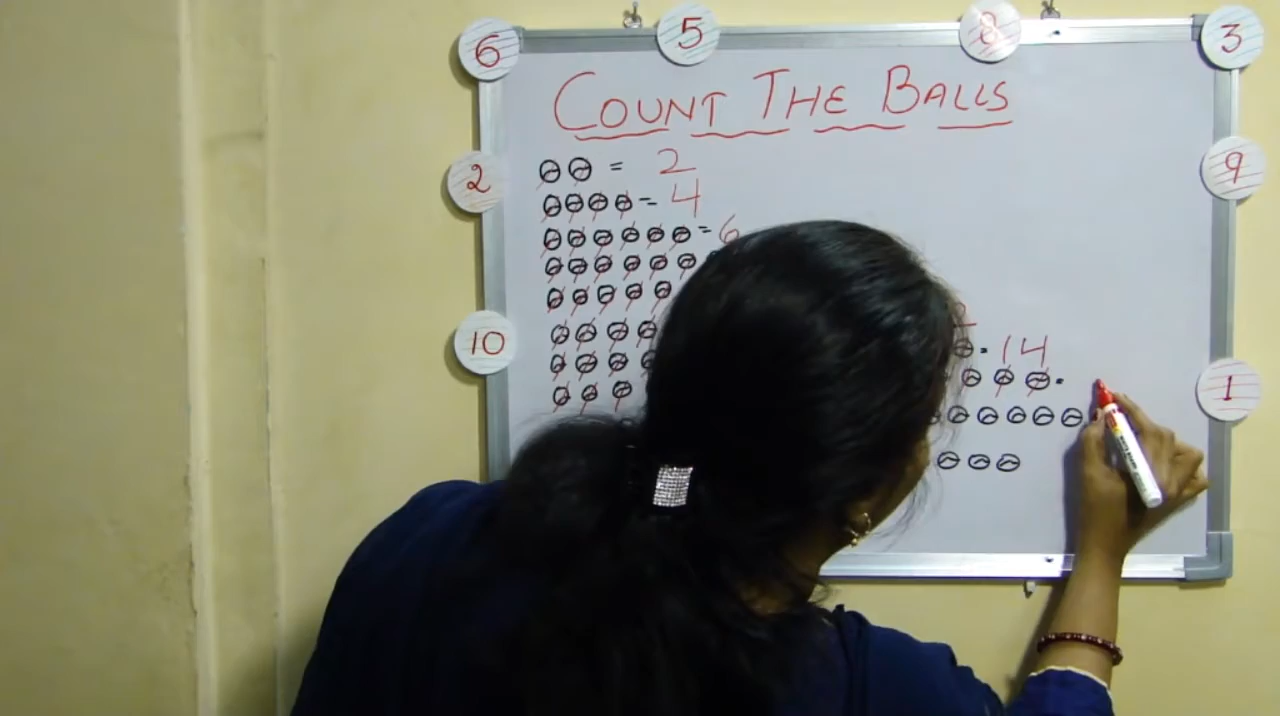 6 5 8 3
COUNT THE BALLS
2 = 2 9
= 4
= 6
10
= 14
1